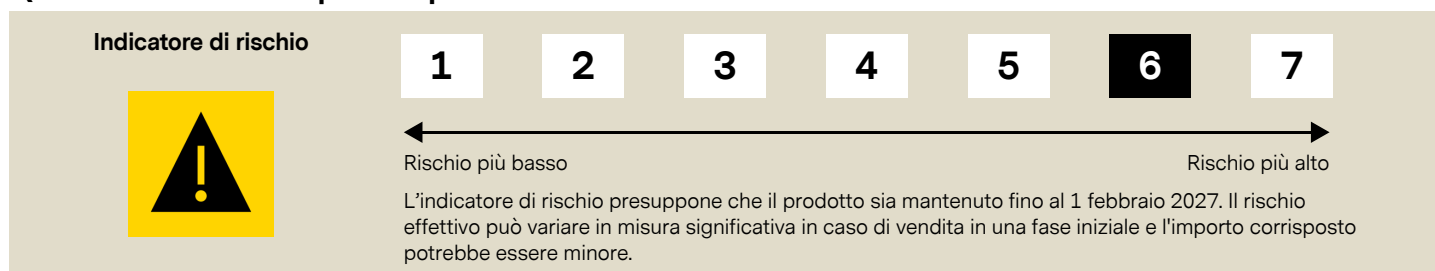 Indicatore di rischio
1 2 3 4 5 6 7
Rischio più basso Rischio più alto
L'indicatore di rischio presuppone che il prodotto sia mantenuto fino al 1 febbraio 2027. Il rischio
effettivo può variare in misura significativa in caso di vendita in una fase iniziale e l'importo corrisposto
potrebbe essere minore.